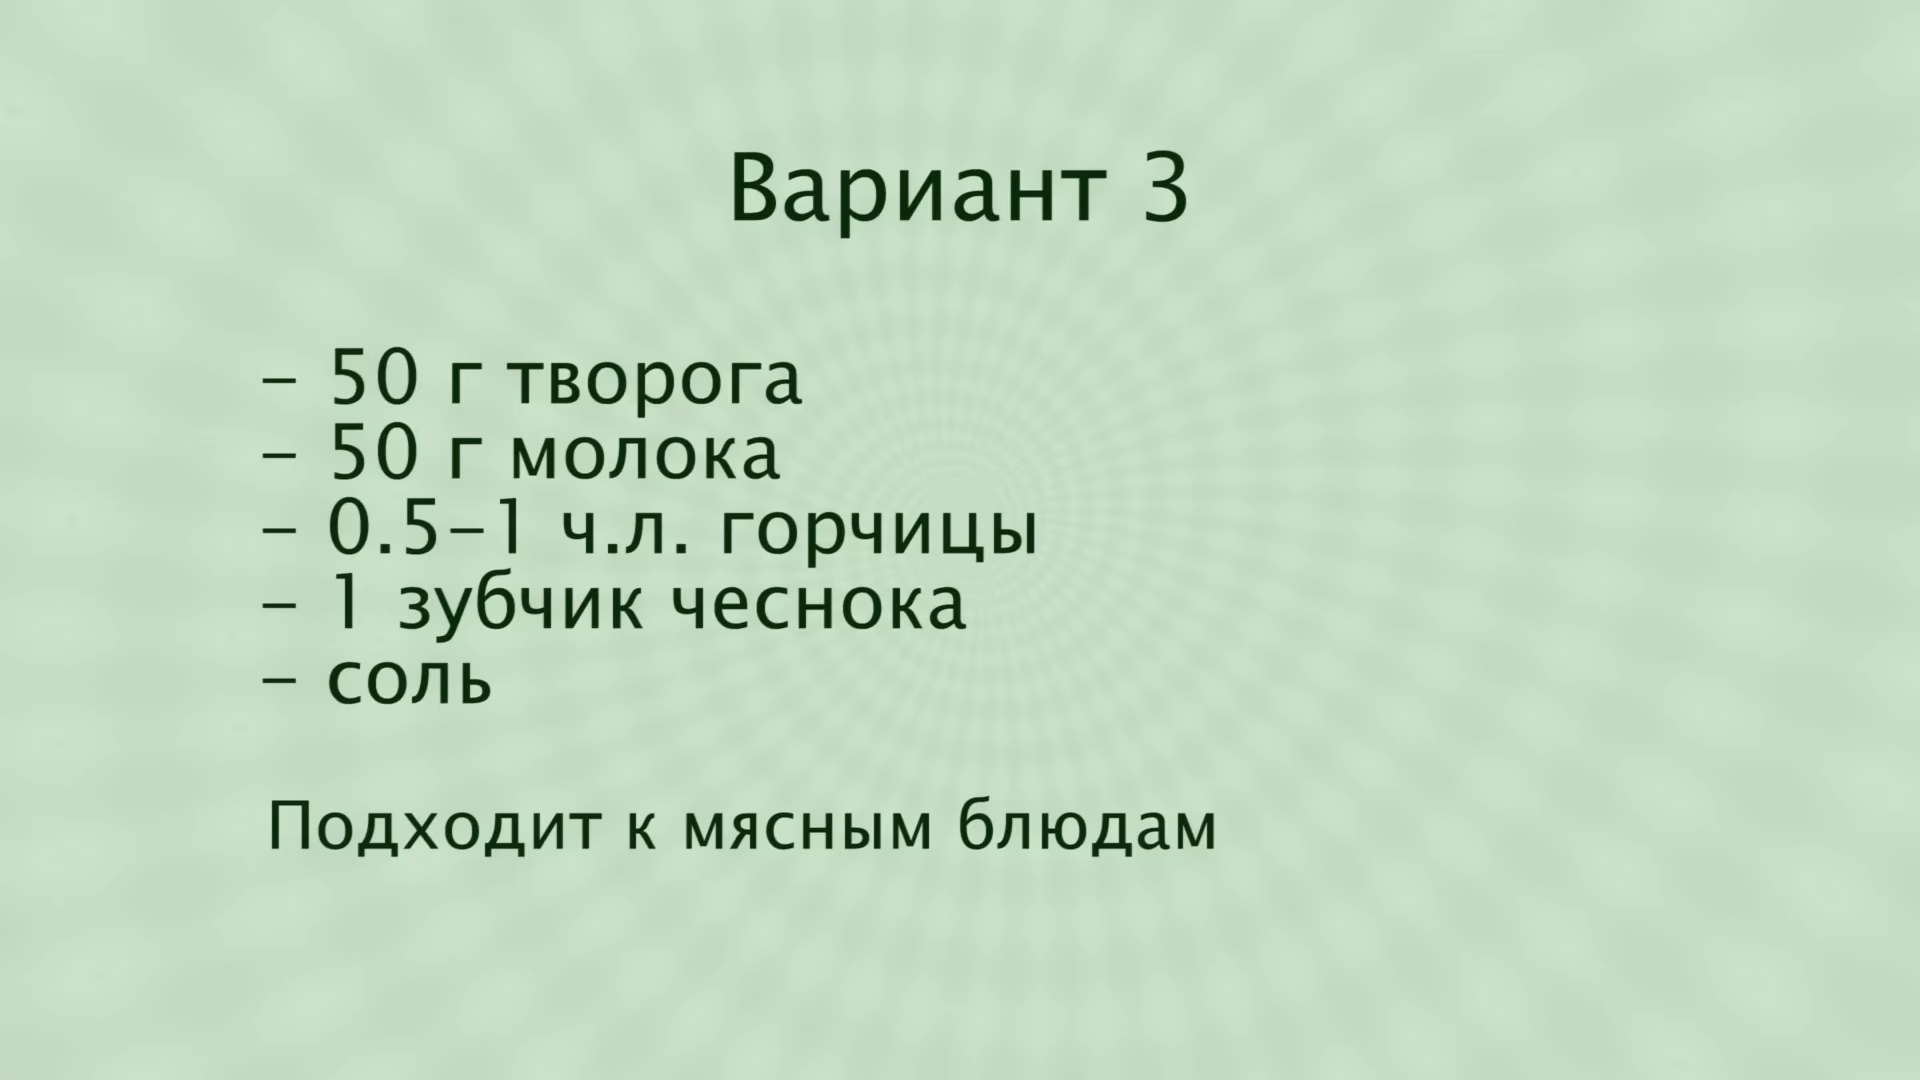 Вариант 3
- 50 г творога
- 50 г молока
- 0.5-1 ч.л. горчицы
- 1 зубчик чеснока
- соль
Подходит к мясным блюдам